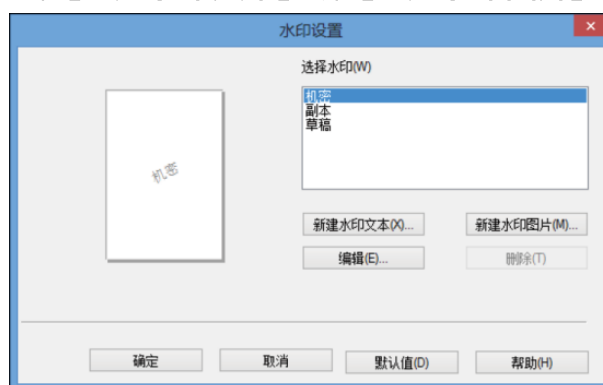 水印设置
选择水印(W)
机密
副本
草稿
机密
新建水印文本(X)... 新建水印图片(M)...
编辑(E)... 删除(T)
确定 取消 默认值(D) 帮助(H)